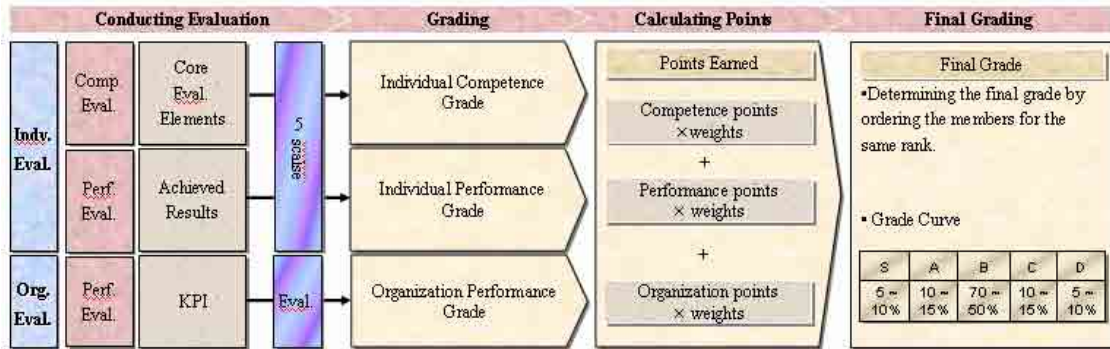 Conducting Evaluation
Grading
Calculating Points
Final Grading
Indv.
Eval.
Comp.
Eval.
Core
Eval.
Elements
5 scalse
Individual Competence
Grade
Perf.
Eval.
Achieved
Results
Individual Performance
Grade
Org.
Eval.
Perf.
Eval.
KPI
Eval.
Organization Performance
Grade
Points Earned
Competence points
×weights
+
Performance points
× weights
+
Organization points
× weights
Final Grade
•Determining the final grade by
ordering the members for the
same rank.
▪ Grade Curve
S A B C D
5 ~ 10 ~ 70 ~ 10 ~ 5 ~
10% 15% 50% 15% 10%